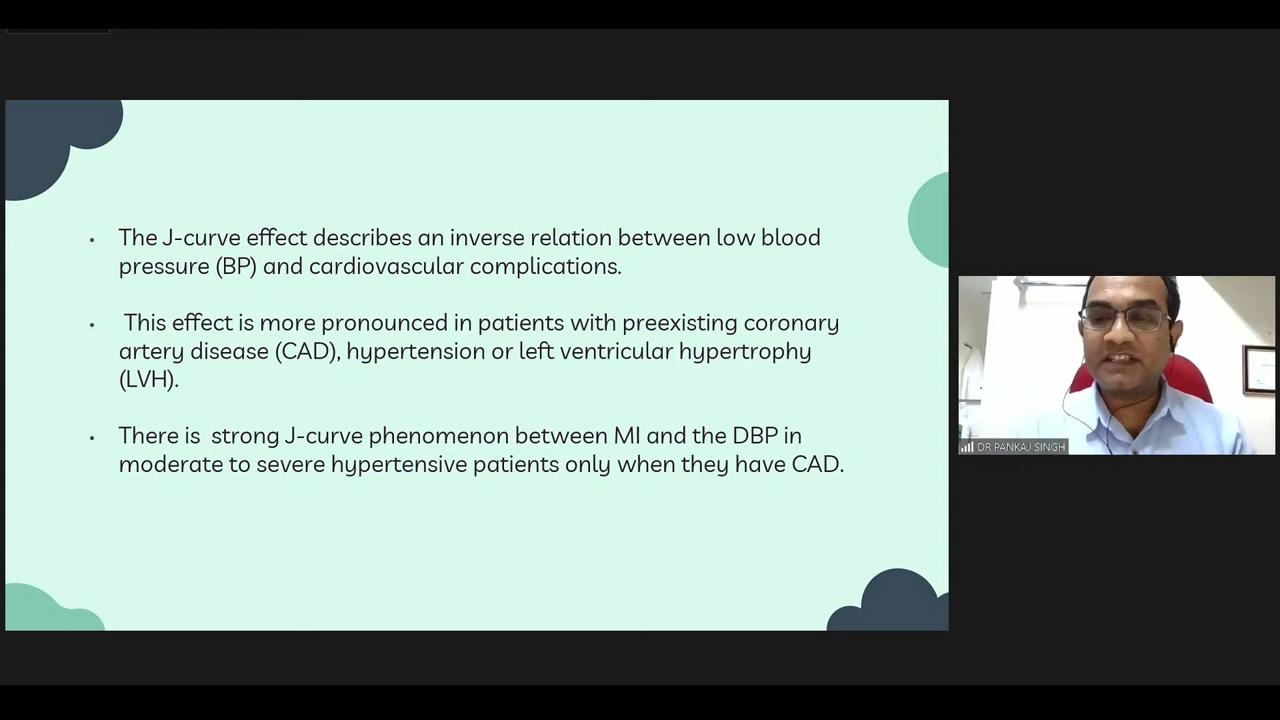 • The J-curve effect describes an inverse relation between low blood
pressure (BP) and cardiovascular complications.
• This effect is more pronounced in patients with preexisting coronary
artery disease (CAD), hypertension or left ventricular hypertrophy
(LVH).
• There is strong J-curve phenomenon between MI and the DBP in
moderate to severe hypertensive patients only when they have CAD.
DR PANKAJ SINGH